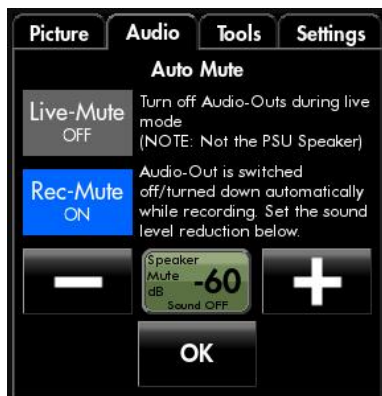 Picture Audio Tools Settings
Auto Mute
Live-Mute
OFF
Turn off Audio-Outs during live
mode
(NOTE: Not the PSU Speaker)
Rec-Mute
ON
Audio-Out is switched
off/turned down automatically
while recording. Set the sound
level reduction below.
−
Speaker
Mute
dB
-60
Sound OFF
+
OK